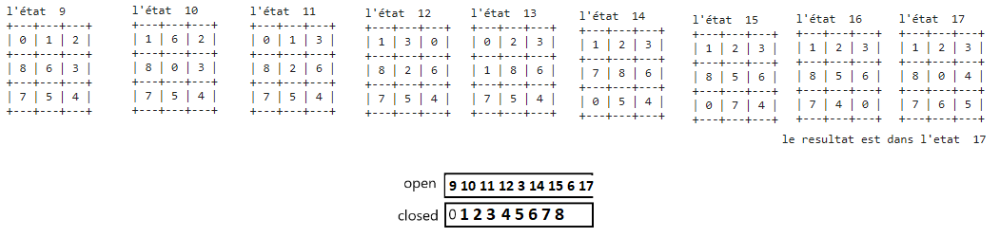 l'état  9
+---+---+---+
| 0 | 1 | 2 |
+---+---+---+
| 8 | 6 | 3 |
+---+---+---+
| 7 | 5 | 4 |
+---+---+---+
l'état  10
+---+---+---+
| 1 | 6 | 2 |
+---+---+---+
| 8 | 0 | 3 |
+---+---+---+
| 7 | 5 | 4 |
+---+---+---+
l'état  11
+---+---+---+
| 0 | 1 | 3 |
+---+---+---+
| 8 | 2 | 6 |
+---+---+---+
| 7 | 5 | 4 |
+---+---+---+
l'état  12
+---+---+---+
| 1 | 3 | 0 |
+---+---+---+
| 8 | 2 | 6 |
+---+---+---+
| 7 | 5 | 4 |
+---+---+---+
l'état  13
+---+---+---+
| 0 | 2 | 3 |
+---+---+---+
| 1 | 8 | 6 |
+---+---+---+
| 7 | 5 | 4 |
+---+---+---+
l'état  14
+---+---+---+
| 1 | 2 | 3 |
+---+---+---+
| 7 | 8 | 6 |
+---+---+---+
| 0 | 5 | 4 |
+---+---+---+
l'état  15
+---+---+---+
| 1 | 2 | 3 |
+---+---+---+
| 8 | 5 | 6 |
+---+---+---+
| 0 | 7 | 4 |
+---+---+---+
l'état  16
+---+---+---+
| 1 | 2 | 3 |
+---+---+---+
| 8 | 5 | 6 |
+---+---+---+
| 7 | 4 | 0 |
+---+---+---+
l'état  17
+---+---+---+
| 1 | 2 | 3 |
+---+---+---+
| 8 | 0 | 4 |
+---+---+---+
| 7 | 6 | 5 |
+---+---+---+
le resultat est dans l'etat  17
open 9 10 11 12 3 14 15 6 17
closed 0 1 2 3 4 5 6 7 8